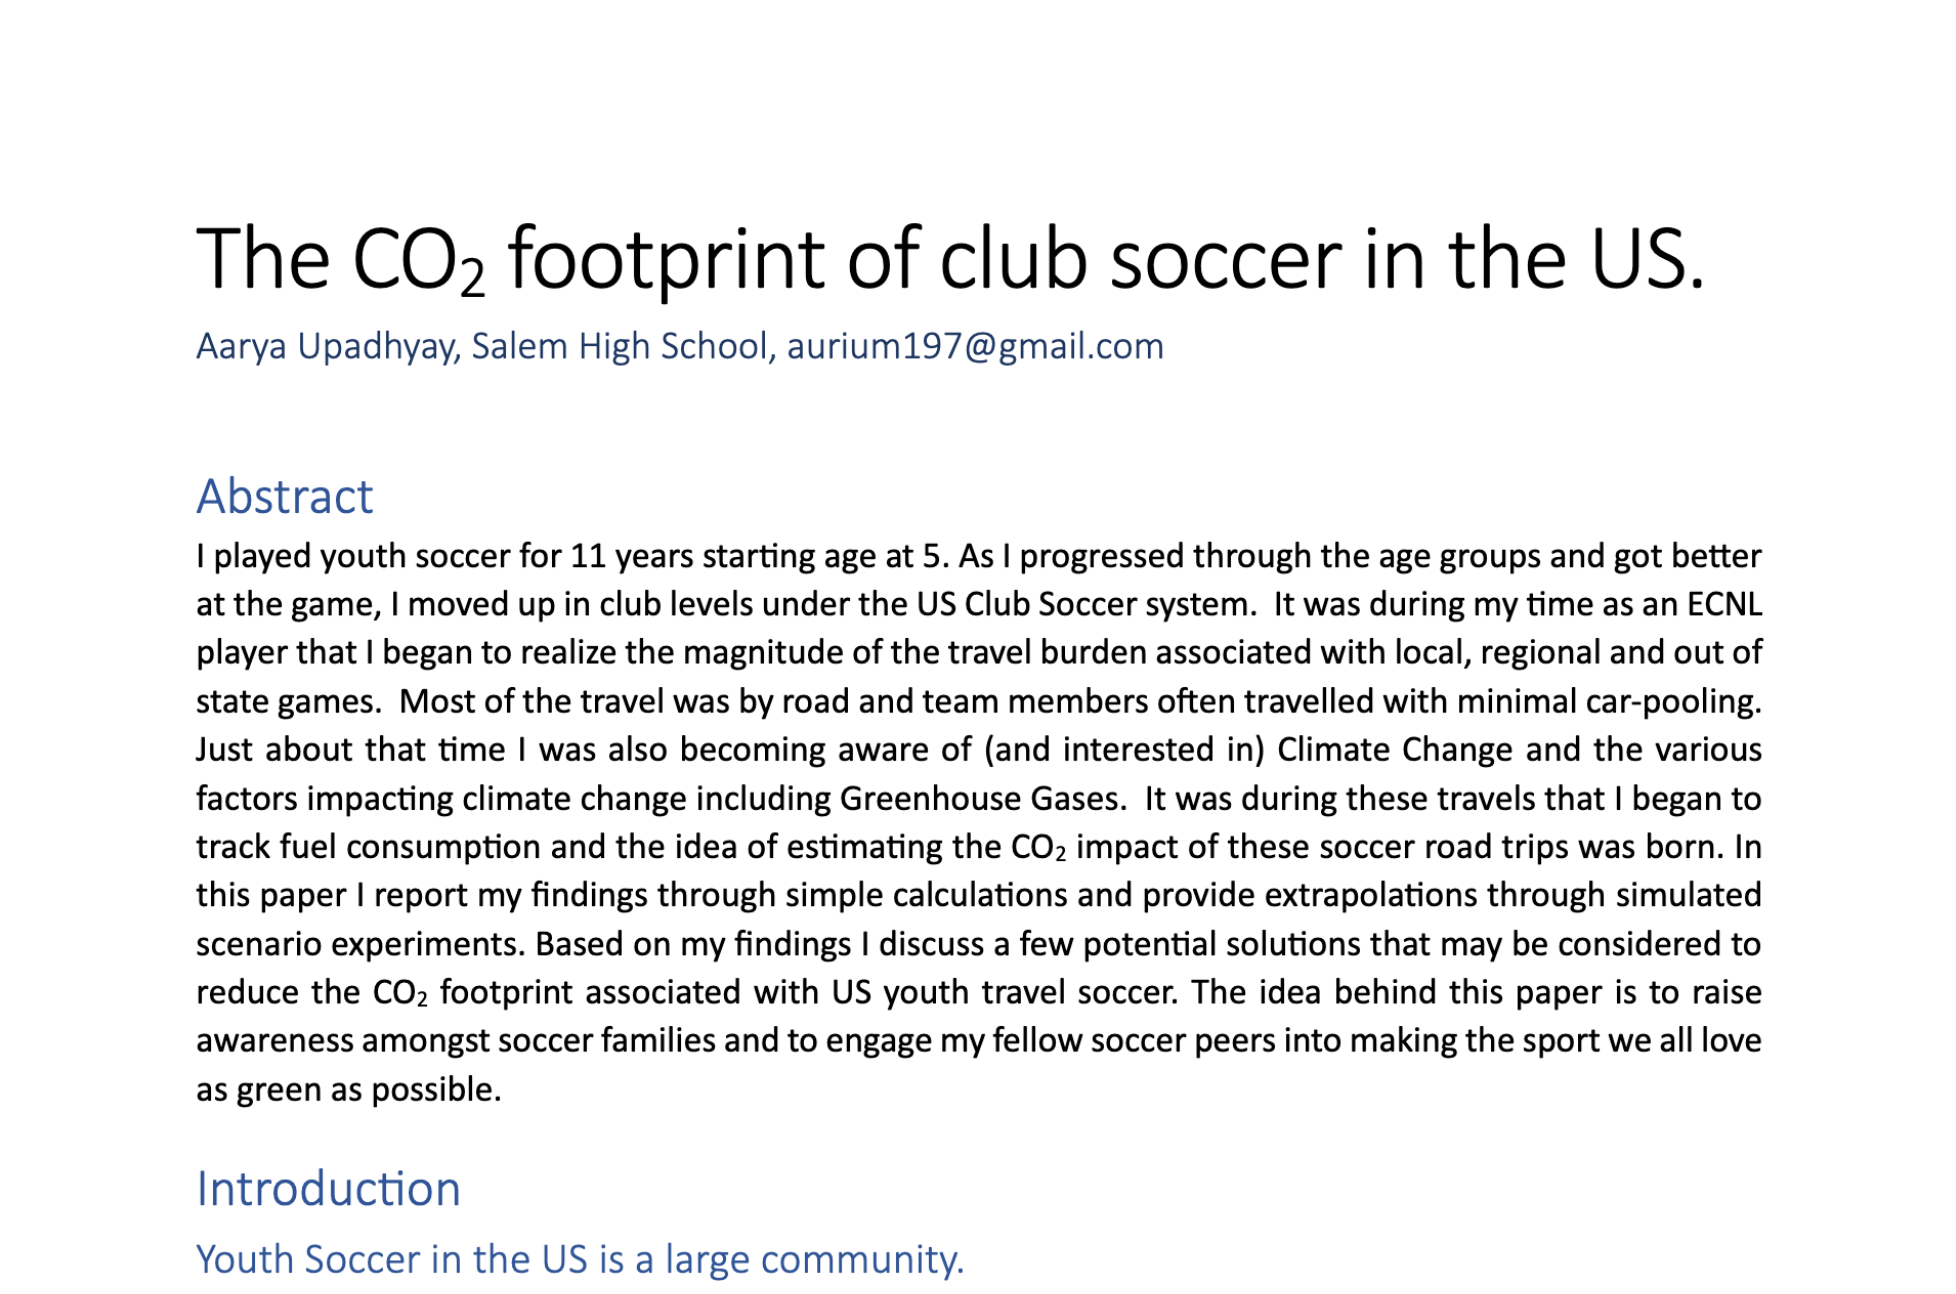 The CO₂ footprint of club soccer in the US.
Aarya Upadhyay, Salem High School, aurium197@gmail.com
Abstract
I played youth soccer for 11 years starting age at 5. As I progressed through the age groups and got better
at the game, I moved up in club levels under the US Club Soccer system.  It was during my time as an ECNL
player that I began to realize the magnitude of the travel burden associated with local, regional and out of
state games.  Most of the travel was by road and team members often travelled with minimal car-pooling.
Just about that time I was also becoming aware of (and interested in) Climate Change and the various
factors impacting climate change including Greenhouse Gases.  It was during these travels that I began to
track fuel consumption and the idea of estimating the CO₂ impact of these soccer road trips was born. In
this paper I report my findings through simple calculations and provide extrapolations through simulated
scenario experiments. Based on my findings I discuss a few potential solutions that may be considered to
reduce the CO₂ footprint associated with US youth travel soccer. The idea behind this paper is to raise
awareness amongst soccer families and to engage my fellow soccer peers into making the sport we all love
as green as possible.
Introduction
Youth Soccer in the US is a large community.